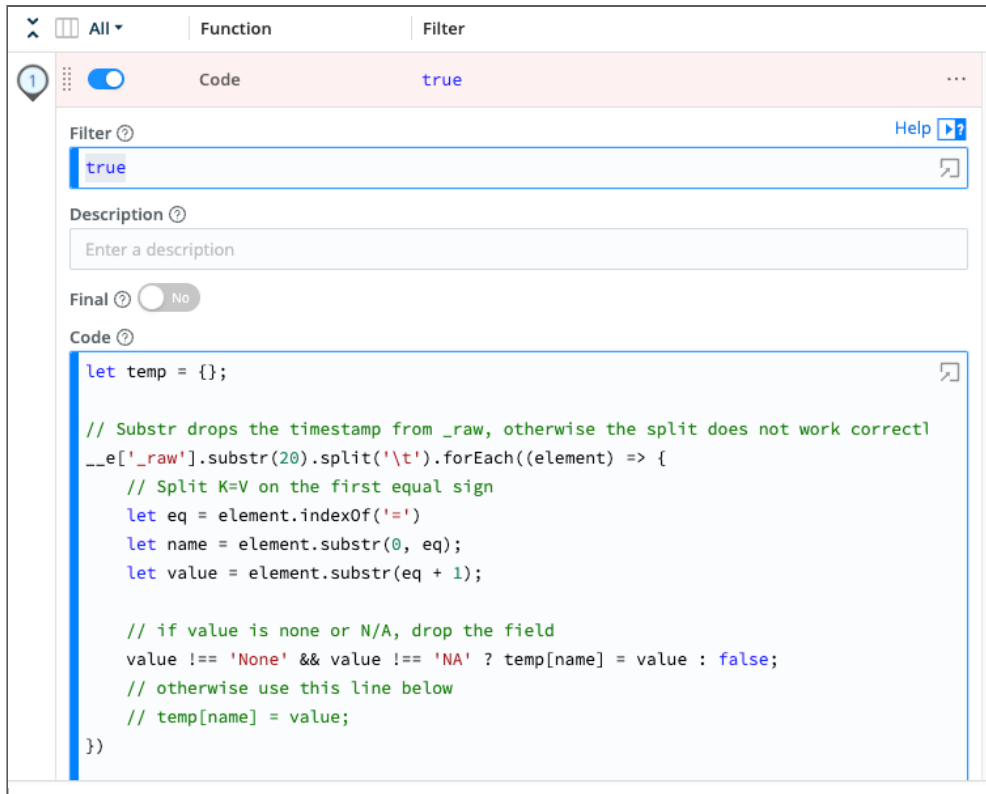 All Function Filter
1 Code true ...
Filter ? Help ?
true
Description ?
Enter a description
Final ? No
Code ?
let temp = {};
// Substr drops the timestamp from _raw, otherwise the split does not work correctl
__e['_raw'].substr(20).split('\t').forEach((element) => {
// Split K=V on the first equal sign
let eq = element.indexOf('=')
let name = element.substr(0, eq);
let value = element.substr(eq + 1);
// if value is none or N/A, drop the field
value !== 'None' && value !== 'NA' ? temp[name] = value : false;
// otherwise use this line below
// temp[name] = value;
})